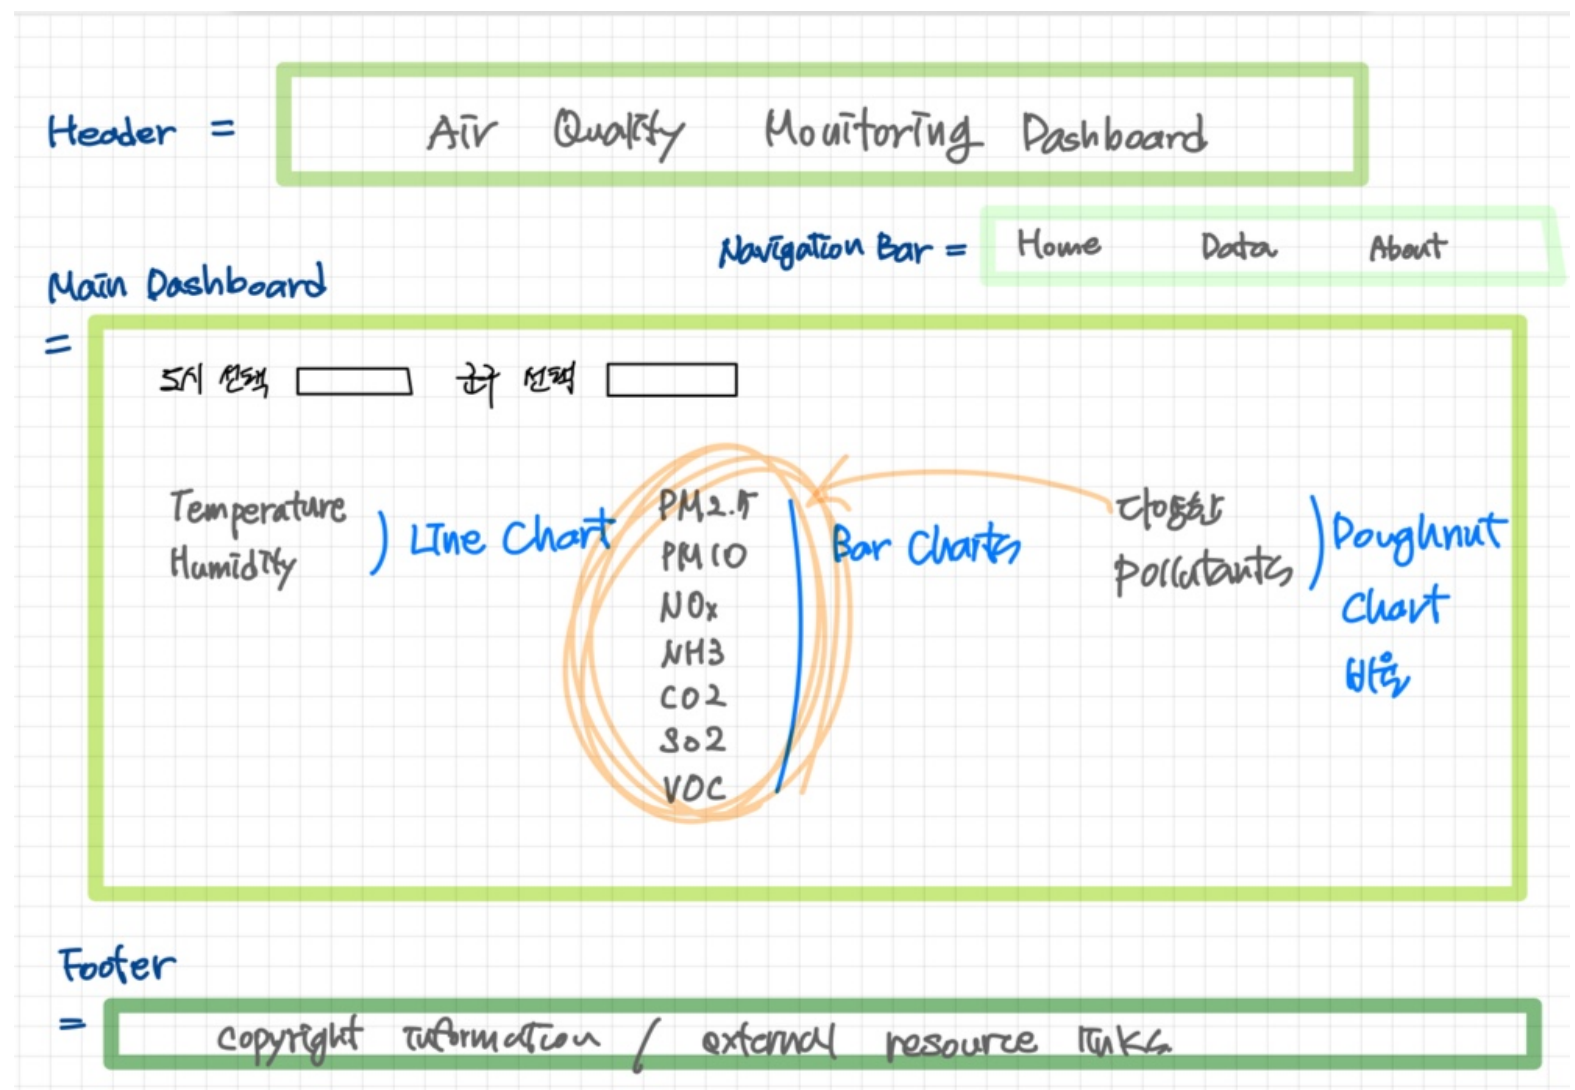 Header = Air Quality Monitoring Dashboard
Navigation Bar = Home Data About
Main Dashboard
=
도시 선택 군구 선택
Temperature
Humidity
) Line Chart
PM2.5
PM10
NOx
NH3
CO2
SO2
VOC
Bar Charts
다양한
pollutants
) Doughnut
Chart
비율
Footer
= copyright information / external resource links